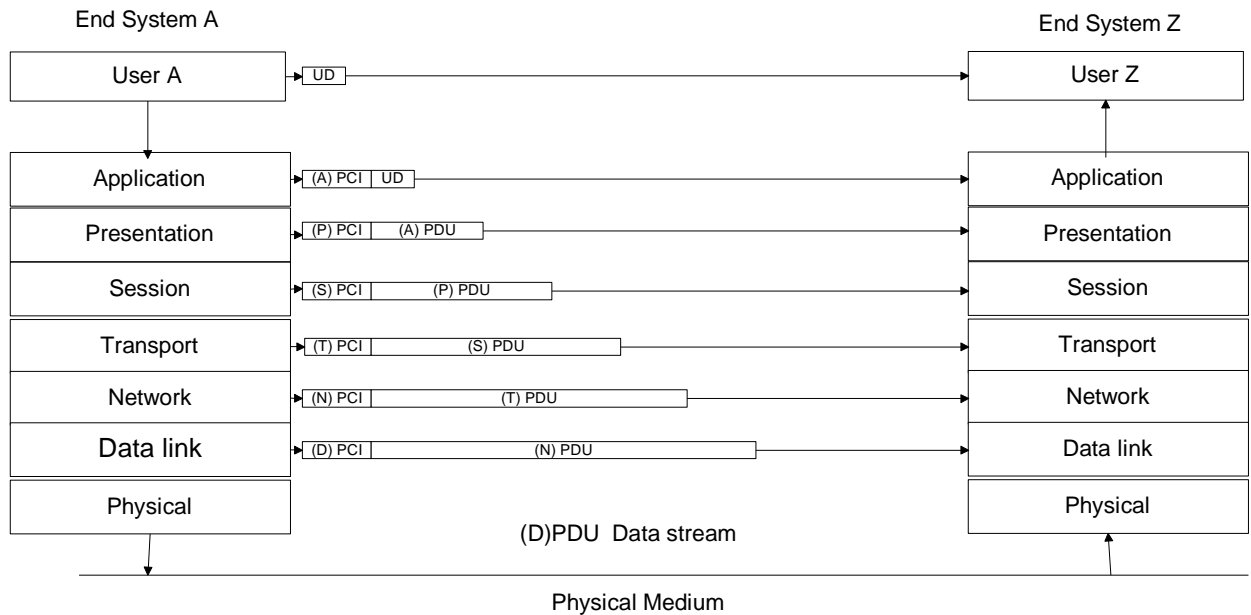 End System A
End System Z
User A
UD
User Z
Application
(A) PCI
UD
Application
Presentation
(P) PCI
(A) PDU
Presentation
Session
(S) PCI
(P) PDU
Session
Transport
(T) PCI
(S) PDU
Transport
Network
(N) PCI
(T) PDU
Network
Data link
(D) PCI
(N) PDU
Data link
Physical
Physical
(D)PDU Data stream
Physical Medium